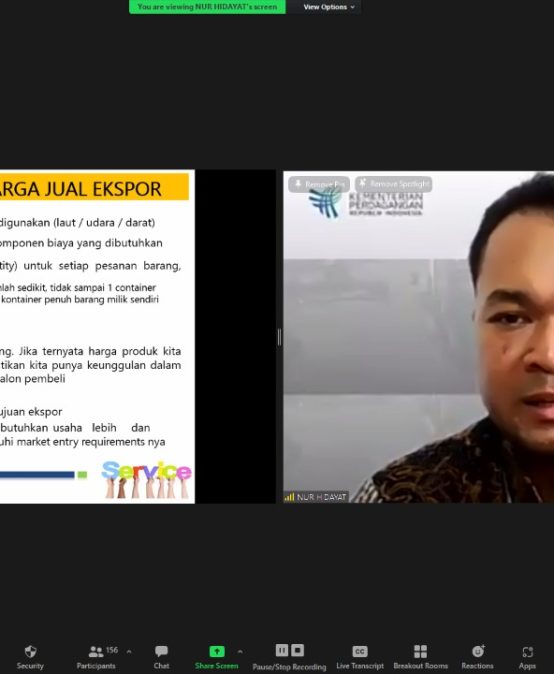 You are viewing NUR HIDAYAT's screen
View Options
ARGA JUAL EKSPOR
digunakan (laut / udara / darat)
omponen biaya yang dibutuhkan
tity) untuk setiap pesanan barang,
nlah sedikit, tidak sampai 1 container
kontainer penuh barang milik sendiri
ng. Jika ternyata harga produk kita
tikan kita punya keunggulan dalam
alon pembeli
ujuan ekspor
butuhkan usaha lebih dan
uhi market entry requirements nya
Service
Remove Pin
Remove Spotlight
KEMENTERIAN
PERDAGANGAN
REPUBLIK INDONESIA
NUR HIDAYAT
Security
Participants
156
Chat
Share Screen
Pause/Stop Recording
CC
Live Transcript
Breakout Rooms
Reactions
Apps